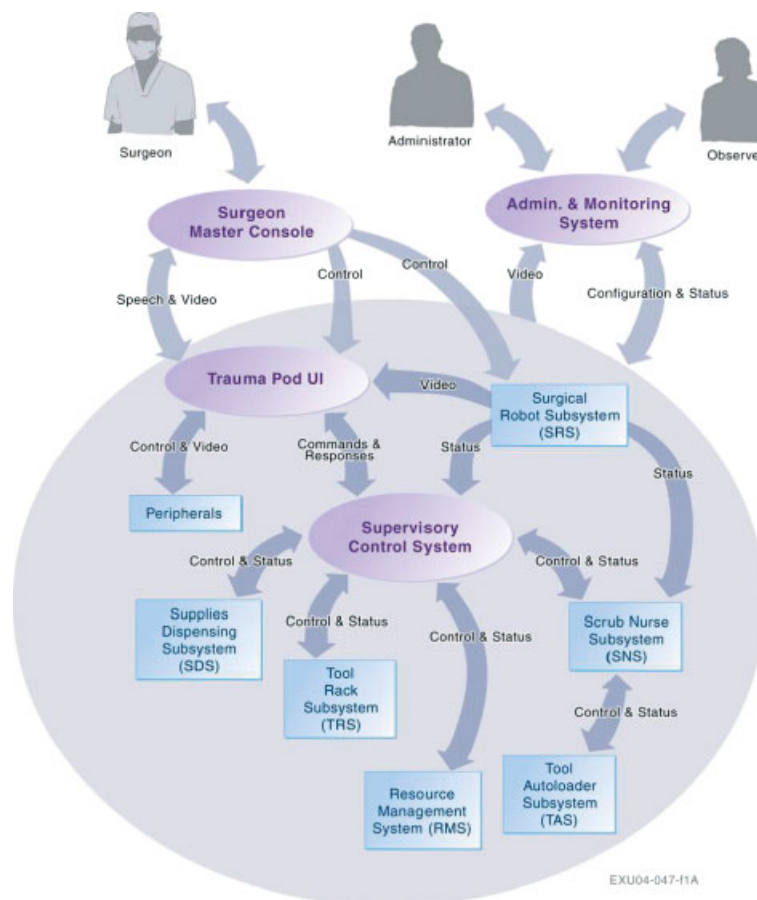 Surgeon
Administrator
Observe
Surgeon
Master Console
Admin. & Monitoring
System
Control
Control
Video
Speech & Video
Configuration & Status
Trauma Pod UI
Video
Surgical
Robot Subsystem
(SRS)
Control & Video
Commands &
Responses
Status
Status
Peripherals
Supervisory
Control System
Control & Status
Control & Status
Supplies
Dispensing
Subsystem
(SDS)
Control & Status
Control & Status
Scrub Nurse
Subsystem
(SNS)
Tool
Rack
Subsystem
(TRS)
Control & Status
Resource
Management
System (RMS)
Tool
Autoloader
Subsystem
(TAS)
EXU04-047-f1A